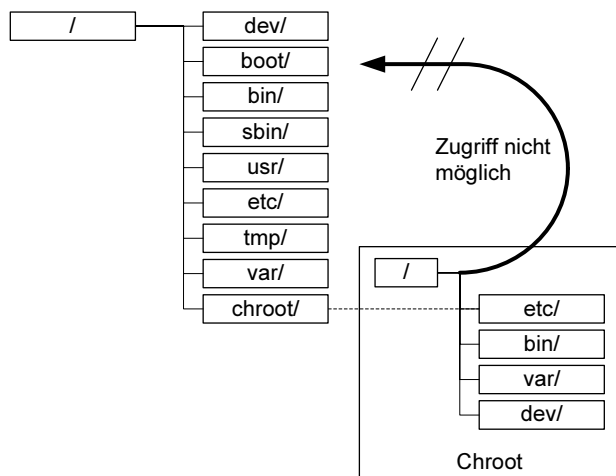 /
dev/
boot/
bin/
sbin/
usr/
etc/
tmp/
var/
chroot/
Zugriff nicht
möglich
/
etc/
bin/
var/
dev/
Chroot